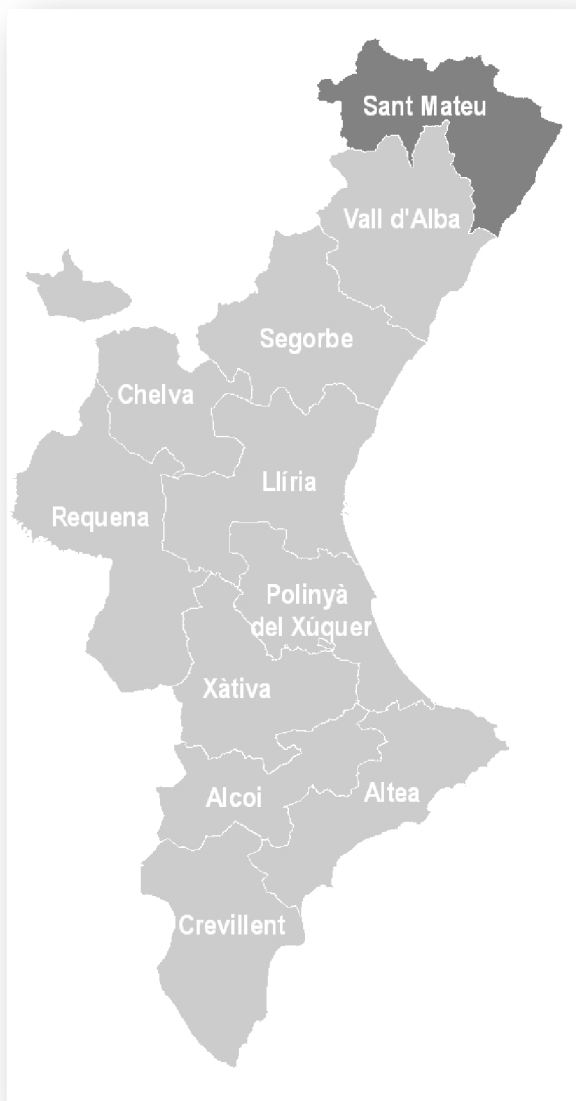 Sant Mateu
Vall d'Alba
Segorbe
Chelva
Llíria
Requena
Polinyà
del Xúquer
Xàtiva
Alcoi
Altea
Crevillent